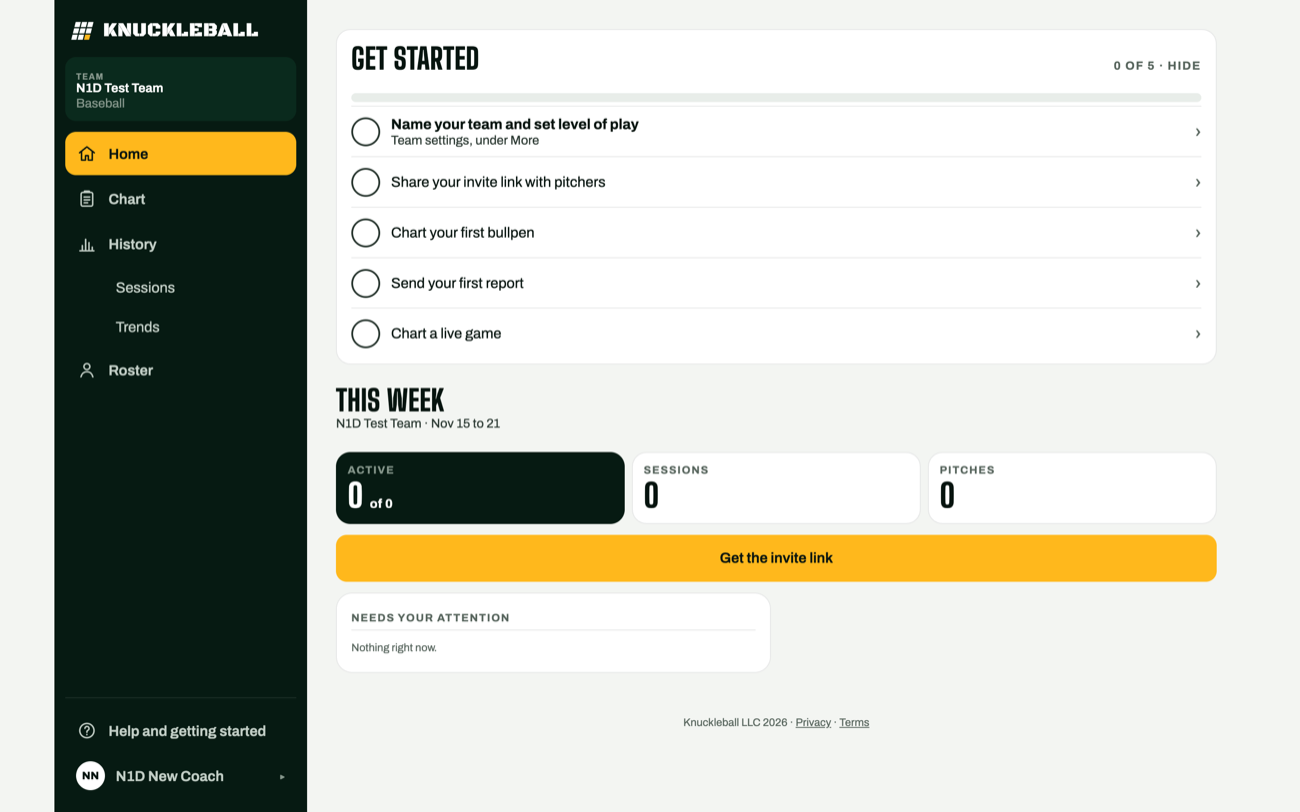 KNUCKLEBALL
TEAM
N1D Test Team
Baseball
Home
Chart
History
Sessions
Trends
Roster
Help and getting started
NN
N1D New Coach
GET STARTED
0 OF 5 · HIDE
Name your team and set level of play
Team settings, under More
Share your invite link with pitchers
Chart your first bullpen
Send your first report
Chart a live game
THIS WEEK
N1D Test Team · Nov 15 to 21
ACTIVE
0 of 0
SESSIONS
0
PITCHES
0
Get the invite link
NEEDS YOUR ATTENTION
Nothing right now.
Knuckleball LLC 2026 · Privacy · Terms